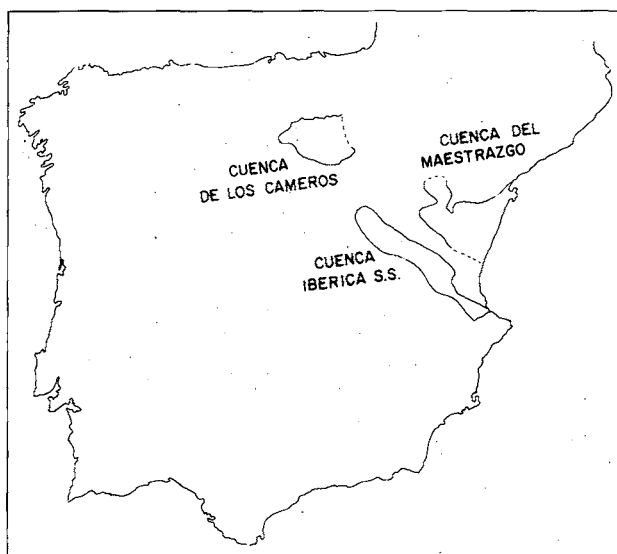 CUENCA
DE LOS CAMEROS
CUENCA DEL
MAESTRAZGO
CUENCA
IBERICA S.S.